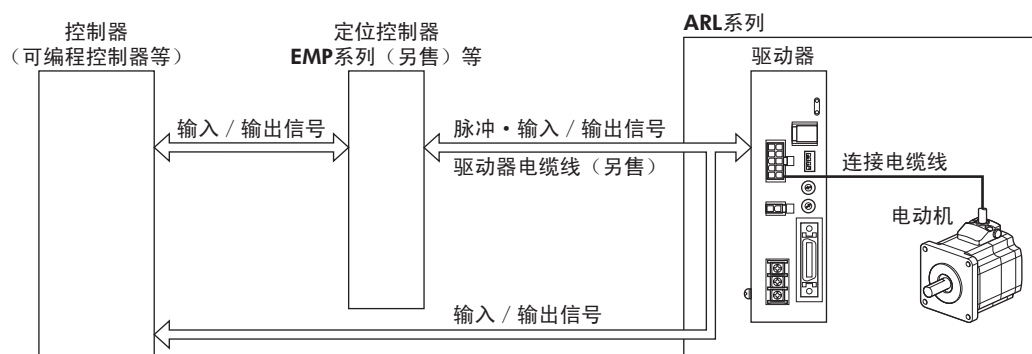 ARL系列
控制器
（可编程控制器等）
定位控制器
EMP系列（另售）等
驱动器
输入 / 输出信号
脉冲・输入 / 输出信号
驱动器电缆线（另售）
连接电缆线
电动机
输入 / 输出信号